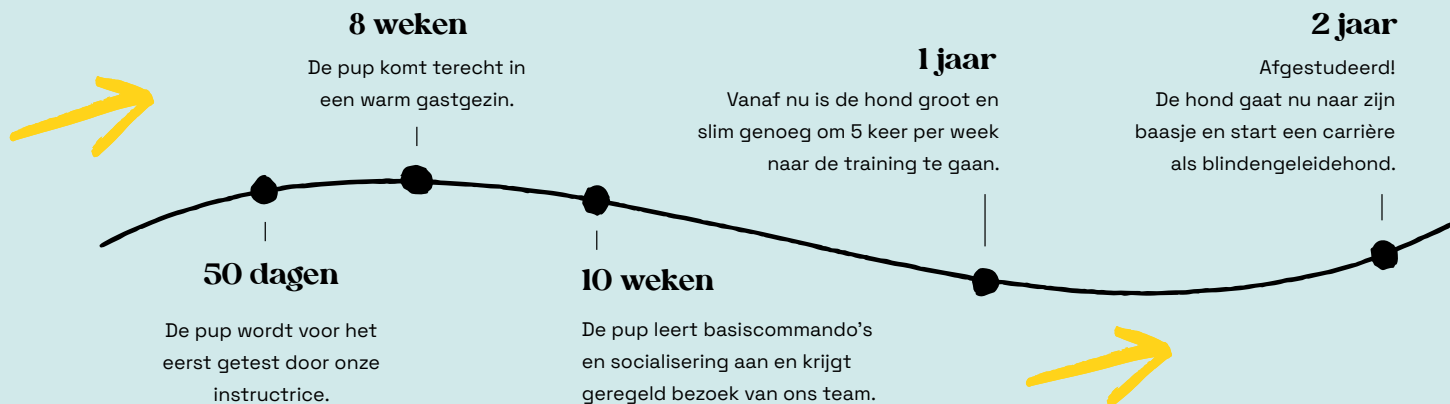 50 dagen
De pup wordt voor het
eerst getest door onze
instructrice.
8 weken
De pup komt terecht in
een warm gastgezin.
10 weken
De pup leert basiscommando's
en socialisering aan en krijgt
geregeld bezoek van ons team.
1 jaar
Vanaf nu is de hond groot en
slim genoeg om 5 keer per week
naar de training te gaan.
2 jaar
Afgestudeerd!
De hond gaat nu naar zijn
baasje en start een carrière
als blindengeleidehond.